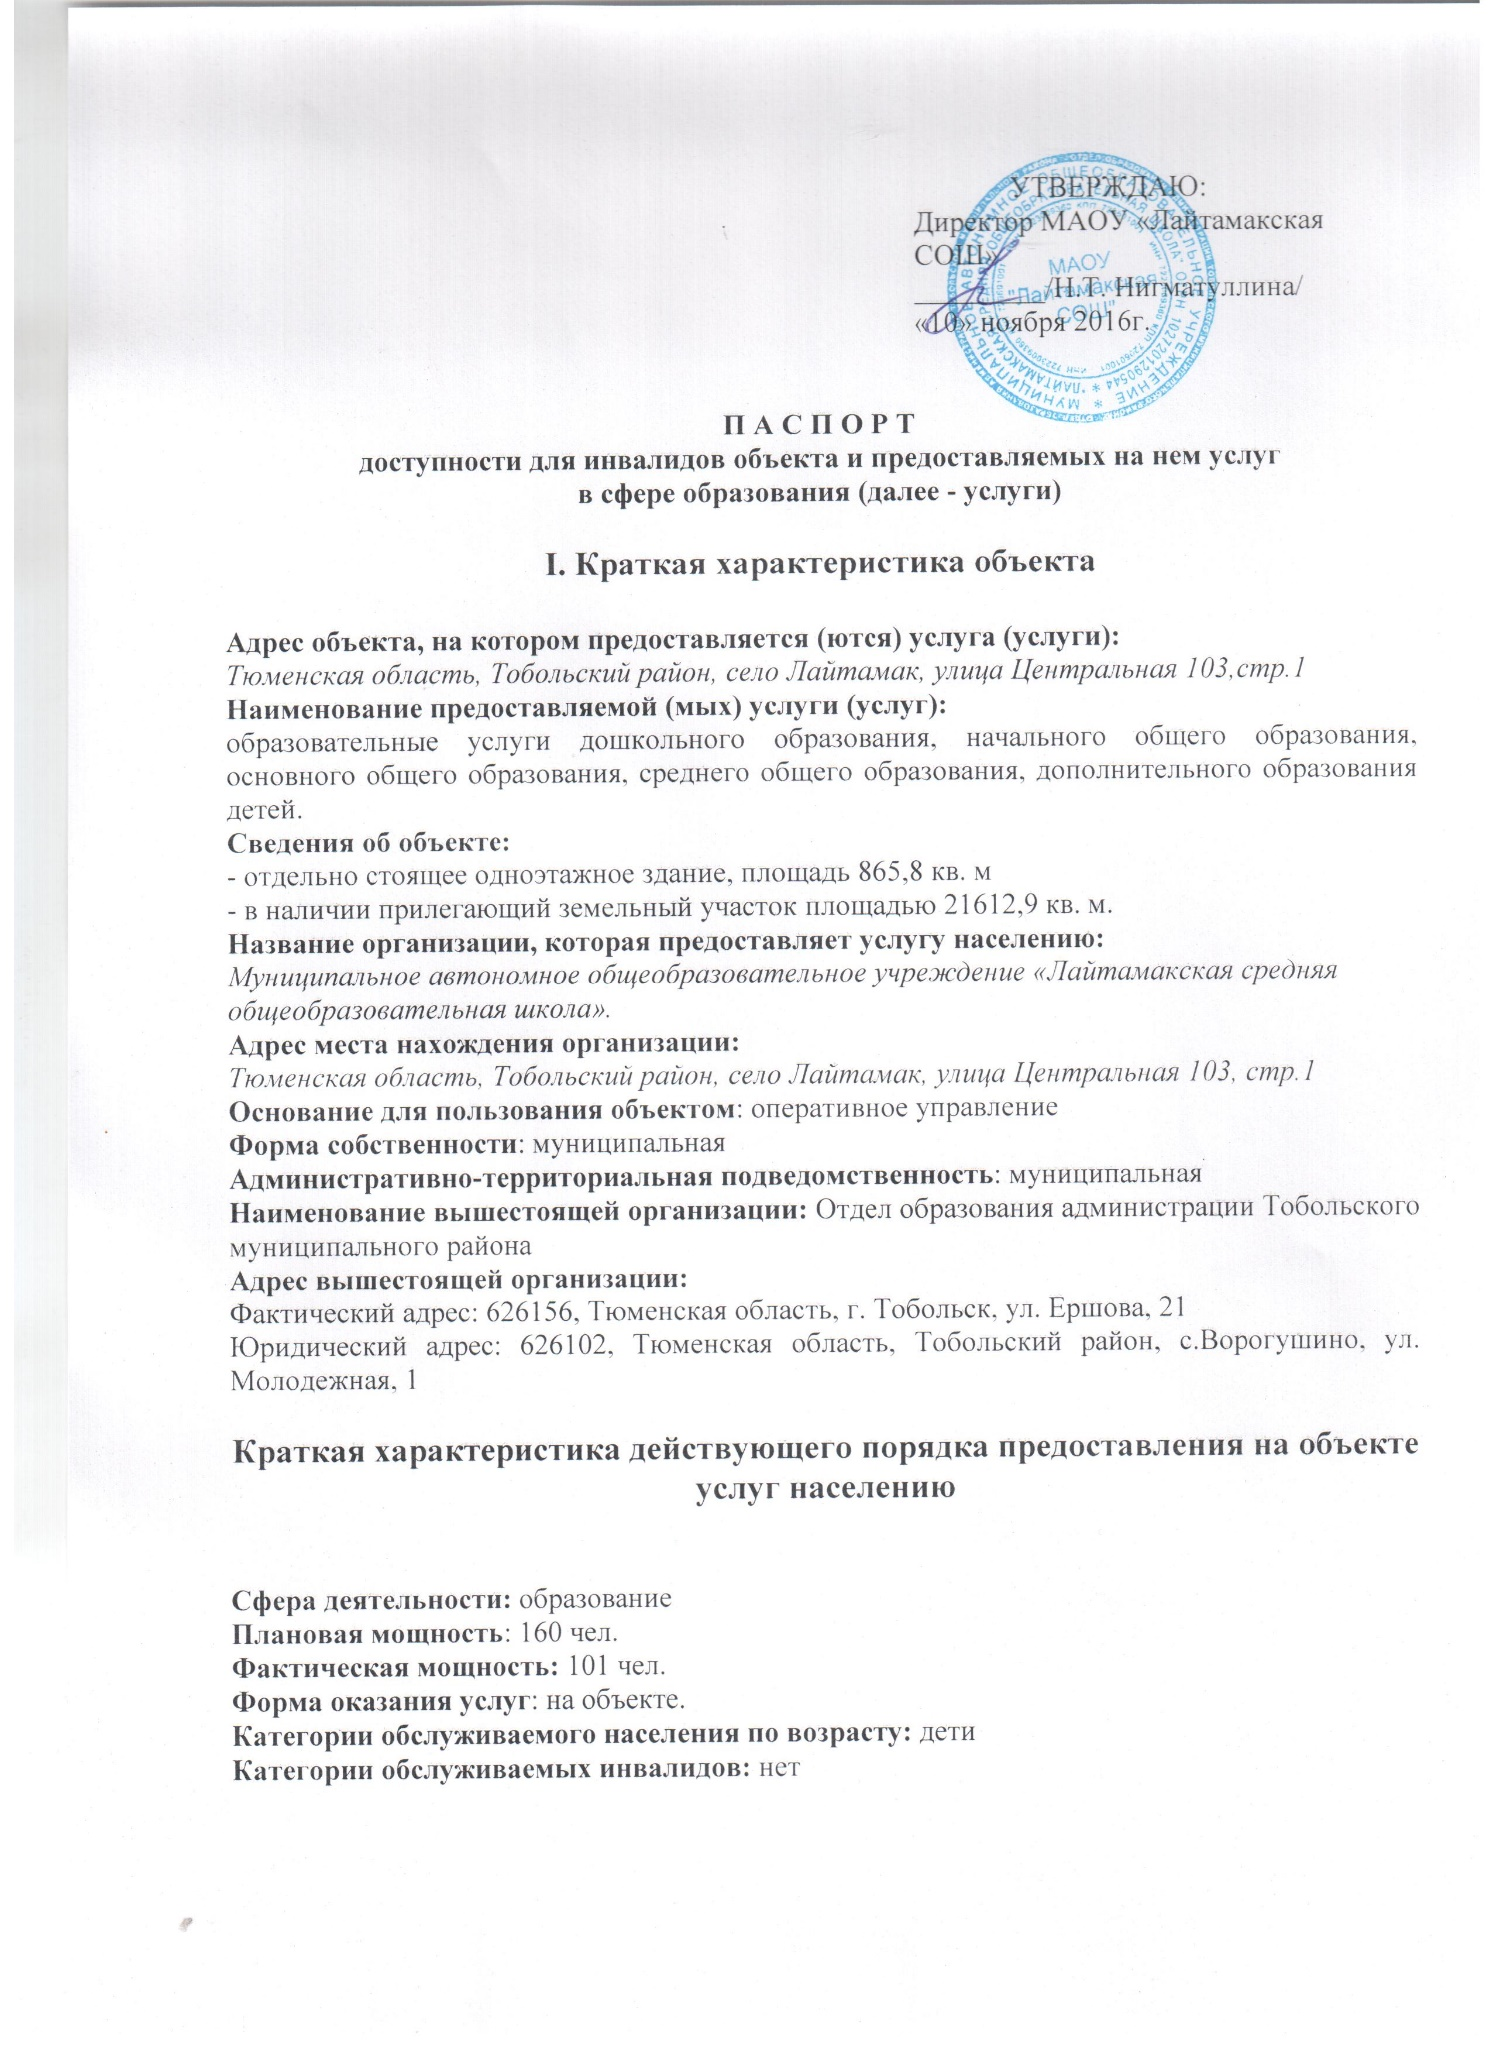 УТВЕРЖДАЮ:
Директор МАОУ «Лайтамакская
СОШ»
/Н.Т. Нигматуллина/
«10» ноября 2016г.
МАОУ
"Лайтамакская
СОШ"
П А С П О Р Т
доступности для инвалидов объекта и предоставляемых на нем услуг
в сфере образования (далее - услуги)
I. Краткая характеристика объекта
Адрес объекта, на котором предоставляется (ются) услуга (услуги):
Тюменская область, Тобольский район, село Лайтамак, улица Центральная 103,стр.1
Наименование предоставляемой (мых) услуги (услуг):
образовательные услуги дошкольного образования, начального общего образования,
основного общего образования, среднего общего образования, дополнительного образования
детей.
Сведения об объекте:
- отдельно стоящее одноэтажное здание, площадь 865,8 кв. м
- в наличии прилегающий земельный участок площадью 21612,9 кв. м.
Название организации, которая предоставляет услугу населению:
Муниципальное автономное общеобразовательное учреждение «Лайтамакская средняя
общеобразовательная школа».
Адрес места нахождения организации:
Тюменская область, Тобольский район, село Лайтамак, улица Центральная 103, стр.1
Основание для пользования объектом: оперативное управление
Форма собственности: муниципальная
Административно-территориальная подведомственность: муниципальная
Наименование вышестоящей организации: Отдел образования администрации Тобольского
муниципального района
Адрес вышестоящей организации:
Фактический адрес: 626156, Тюменская область, г. Тобольск, ул. Ершова, 21
Юридический адрес: 626102, Тюменская область, Тобольский район, с.Ворогушино, ул.
Молодежная, 1
Краткая характеристика действующего порядка предоставления на объекте
услуг населению
Сфера деятельности: образование
Плановая мощность: 160 чел.
Фактическая мощность: 101 чел.
Форма оказания услуг: на объекте.
Категории обслуживаемого населения по возрасту: дети
Категории обслуживаемых инвалидов: нет